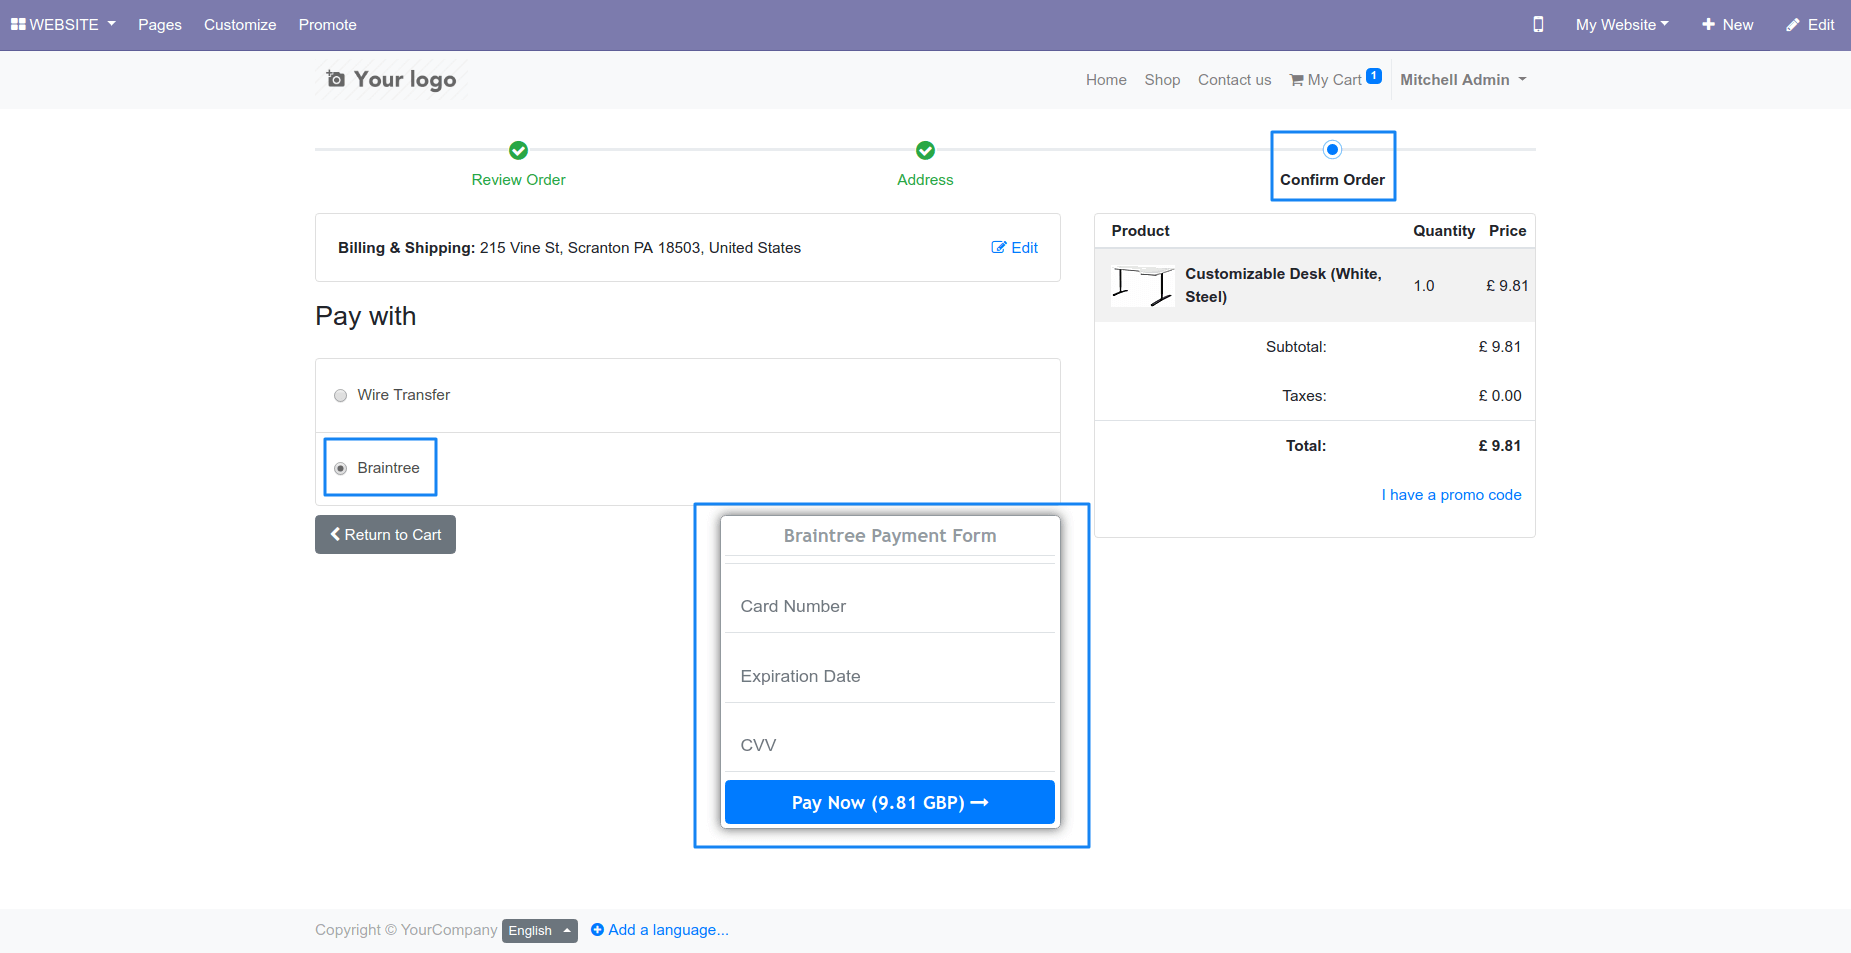 WEBSITE Pages Customize Promote My Website New Edit
Your logo Home Shop Contact us My Cart 1 Mitchell Admin
Review Order Address Confirm Order
Billing & Shipping: 215 Vine St, Scranton PA 18503, United States Edit
Pay with
Wire Transfer
Braintree
Return to Cart
Product Quantity Price
Customizable Desk (White,
Steel) 1.0 £ 9.81
Subtotal: £ 9.81
Taxes: £ 0.00
Total: £ 9.81
I have a promo code
Braintree Payment Form
Card Number
Expiration Date
CVV
Pay Now (9.81 GBP)
Copyright © YourCompany English Add a language...